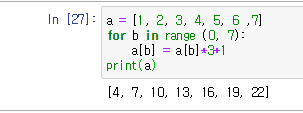 In [27]: a = [1, 2, 3, 4, 5, 6 ,7]
for b in range (0, 7):
    a[b] = a[b]*3+1
print(a)
[4, 7, 10, 13, 16, 19, 22]